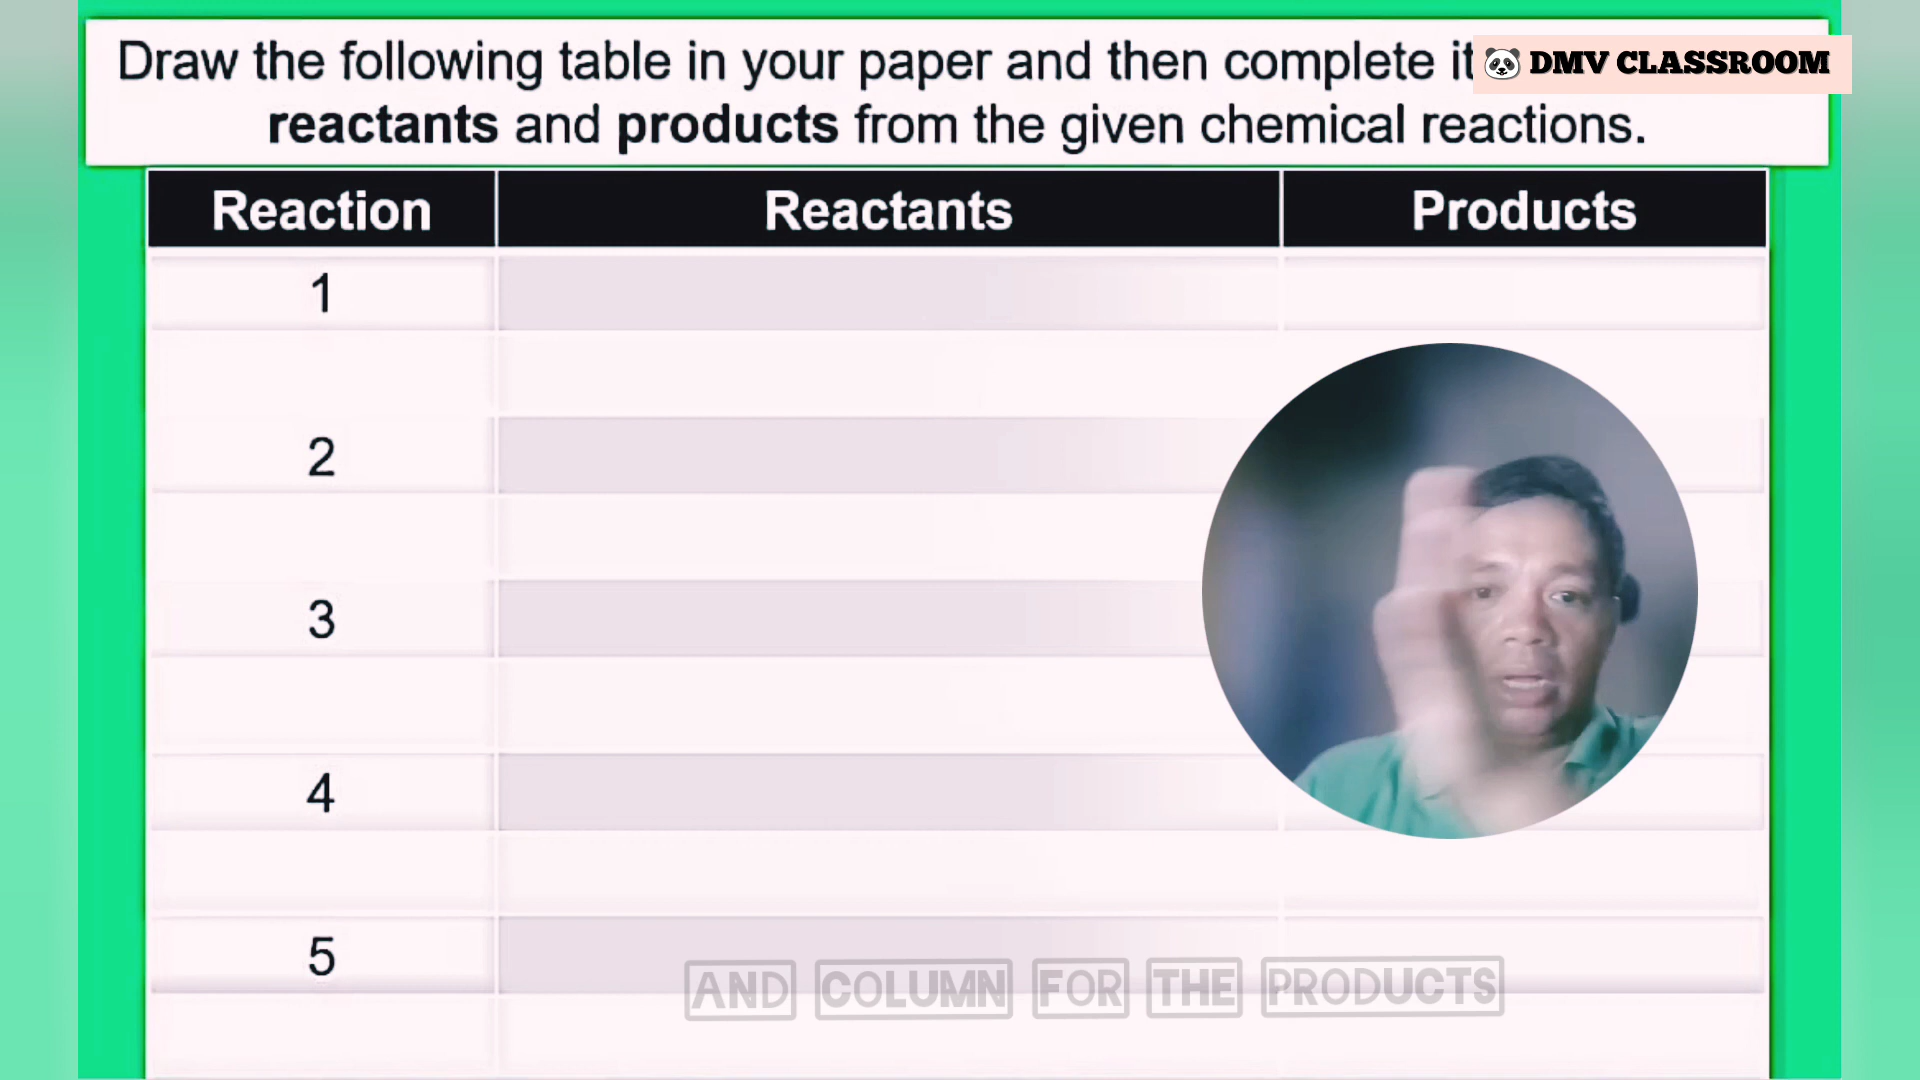 Draw the following table in your paper and then complete it
DMV CLASSROOM
reactants and products from the given chemical reactions.
Reaction Reactants Products
1
2
3
4
5
AND COLUMN FOR THE PRODUCTS